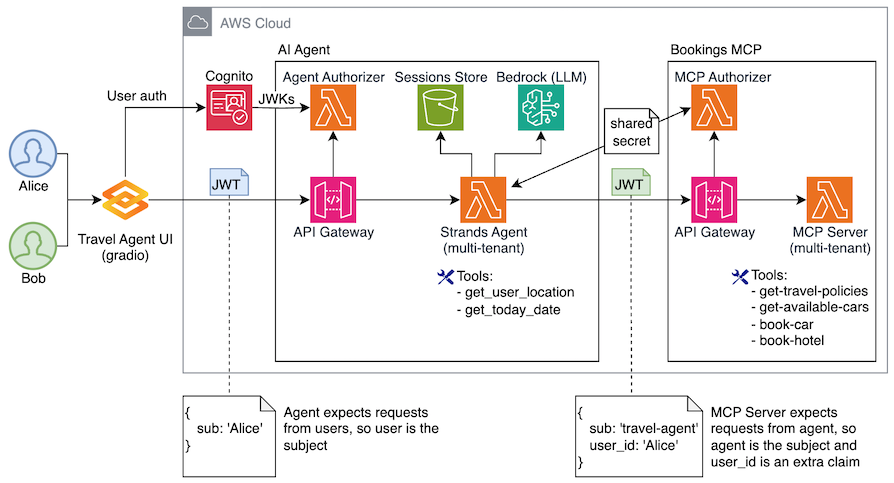 AWS Cloud
AI Agent
Bookings MCP
Cognito
Agent Authorizer
Sessions Store
Bedrock (LLM)
MCP Authorizer
User auth
JWKs
shared
secret
Alice
JWT
JWT
Travel Agent UI
(gradio)
API Gateway
Strands Agent
(multi-tenant)
API Gateway
MCP Server
(multi-tenant)
Bob
Tools:
- get_user_location
- get_today_date
Tools:
- get-travel-policies
- get-available-cars
- book-car
- book-hotel
{
sub: 'Alice'
}
Agent expects requests
from users, so user is the
subject
{
sub: 'travel-agent'
user_id: 'Alice'
}
MCP Server expects
requests from agent, so
agent is the subject and
user_id is an extra claim